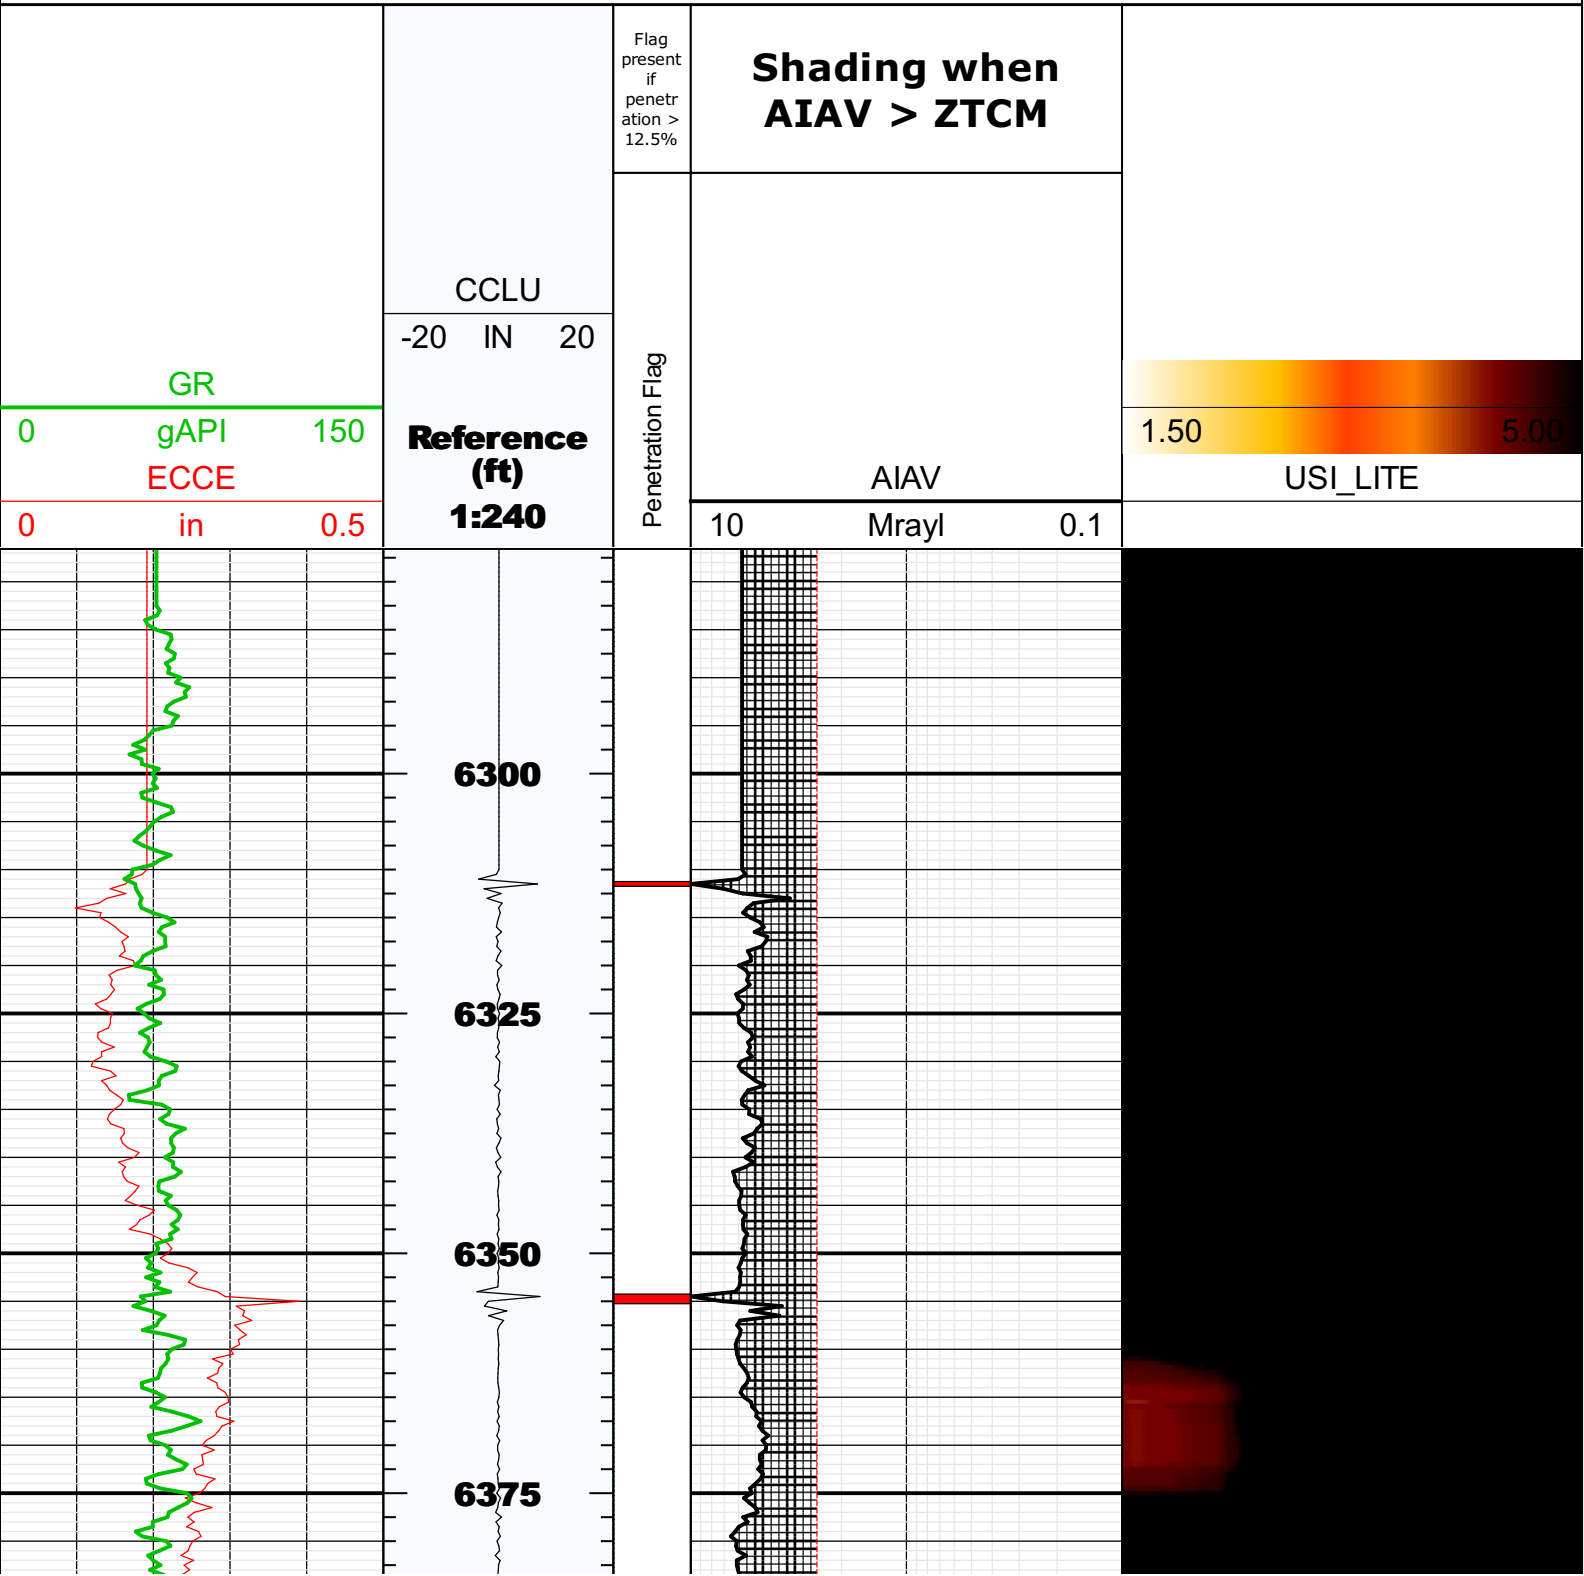 Flag
present
if
penetr
ation >
12.5%
Shading when
AIAV > ZTCM
CCLU
-20 IN 20
GR
0 gAPI 150
ECCE
0 in 0.5
Reference
(ft)
1:240
Penetration Flag
AIAV
10 Mrayl 0.1
1.50 5.00
USI_LITE
6300
6325
6350
6375